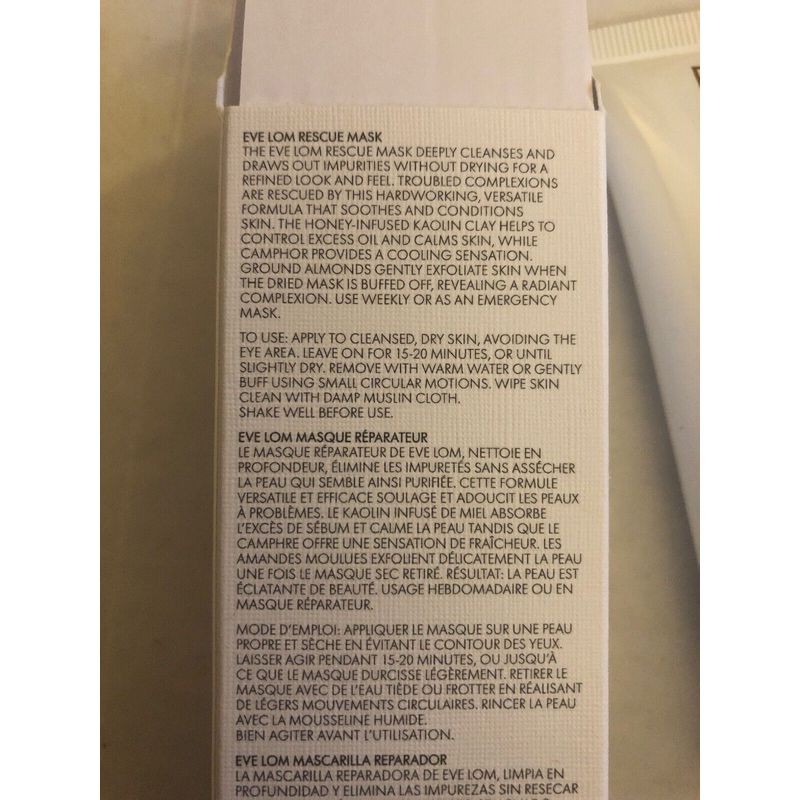 EVE LOM RESCUE MASK
THE EVE LOM RESCUE MASK DEEPLY CLEANSES AND
DRAWS OUT IMPURITIES WITHOUT DRYING FOR A
REFINED LOOK AND FEEL. TROUBLED COMPLEXIONS
ARE RESCUED BY THIS HARDWORKING, VERSATILE
FORMULA THAT SOOTHES AND CONDITIONS
SKIN. THE HONEY-INFUSED KAOLIN CLAY HELPS TO
CONTROL EXCESS OIL AND CALMS SKIN, WHILE
CAMPHOR PROVIDES A COOLING SENSATION.
GROUND ALMONDS GENTLY EXFOLIATE SKIN WHEN
THE DRIED MASK IS BUFFED OFF, REVEALING A RADIANT
COMPLEXION. USE WEEKLY OR AS AN EMERGENCY
MASK.
TO USE: APPLY TO CLEANSED, DRY SKIN, AVOIDING THE
EYE AREA. LEAVE ON FOR 15-20 MINUTES, OR UNTIL
SLIGHTLY DRY. REMOVE WITH WARM WATER OR GENTLY
BUFF USING SMALL CIRCULAR MOTIONS. WIPE SKIN
CLEAN WITH DAMP MUSLIN CLOTH.
SHAKE WELL BEFORE USE.
EVE LOM MASQUE RÉPARATEUR
LE MASQUE RÉPARATEUR DE EVE LOM, NETTOIE EN
PROFONDEUR, ÉLIMINE LES IMPURETÉS SANS ASSÉCHER
LA PEAU QUI SEMBLE AINSI PURIFIÉE. CETTE FORMULE
VERSATILE ET EFFICACE SOULAGE ET ADOUCIT LES PEAUX
À PROBLÈMES. LE KAOLIN INFUSÉ DE MIEL ABSORBE
L'EXCÈS DE SÉBUM ET CALME LA PEAU TANDIS QUE LE
CAMPHRE OFFRE UNE SENSATION DE FRAÎCHEUR. LES
AMANDES MOULUES EXFOLIENT DÉLICATEMENT LA PEAU
UNE FOIS LE MASQUE SEC RETIRÉ. RÉSULTAT: LA PEAU EST
ÉCLATANTE DE BEAUTÉ. USAGE HEBDOMADAIRE OU EN
MASQUE RÉPARATEUR.
MODE D'EMPLOI: APPLIQUER LE MASQUE SUR UNE PEAU
PROPRE ET SÈCHE EN ÉVITANT LE CONTOUR DES YEUX.
LAISSER AGIR PENDANT 15-20 MINUTES, OU JUSQU'À
CE QUE LE MASQUE DURCISSE LÉGÈREMENT. RETIRER LE
MASQUE AVEC DE L'EAU TIÈDE OU FROTTER EN RÉALISANT
DE LÉGERS MOUVEMENTS CIRCULAIRES. RINCER LA PEAU
AVEC LA MOUSSELINE HUMIDE.
BIEN AGITER AVANT L'UTILISATION.
EVE LOM MASCARILLA REPARADOR
LA MASCARILLA REPARADORA DE EVE LOM, LIMPIA EN
PROFUNDIDAD Y ELIMINA LAS IMPUREZAS SIN RESECAR